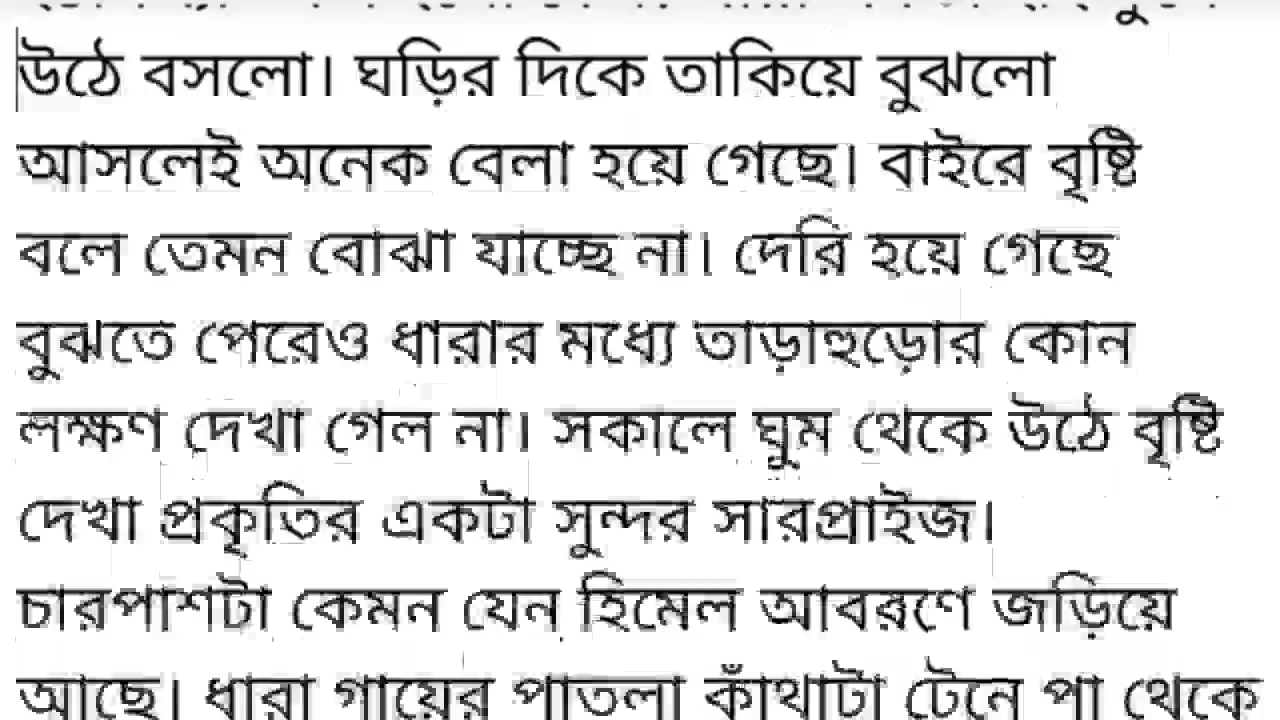 উঠে বসলো। ঘড়ির দিকে তাকিয়ে বুঝলো
আসলেই অনেক বেলা হয়ে গেছে। বাইরে বৃষ্টি
বলে তেমন বোঝা যাচ্ছে না। দেরি হয়ে গেছে
বুঝতে পেরেও ধারার মধ্যে তাড়াহুড়োর কোন
লক্ষণ দেখা গেল না। সকালে ঘুম থেকে উঠে বৃষ্টি
দেখা প্রকৃতির একটা সুন্দর সারপ্রাইজ।
চারপাশটা কেমন যেন হিমেল আবরণে জড়িয়ে
আছে। ধারা গায়ের পাতলা কাঁথাটা টেনে পা থেকে